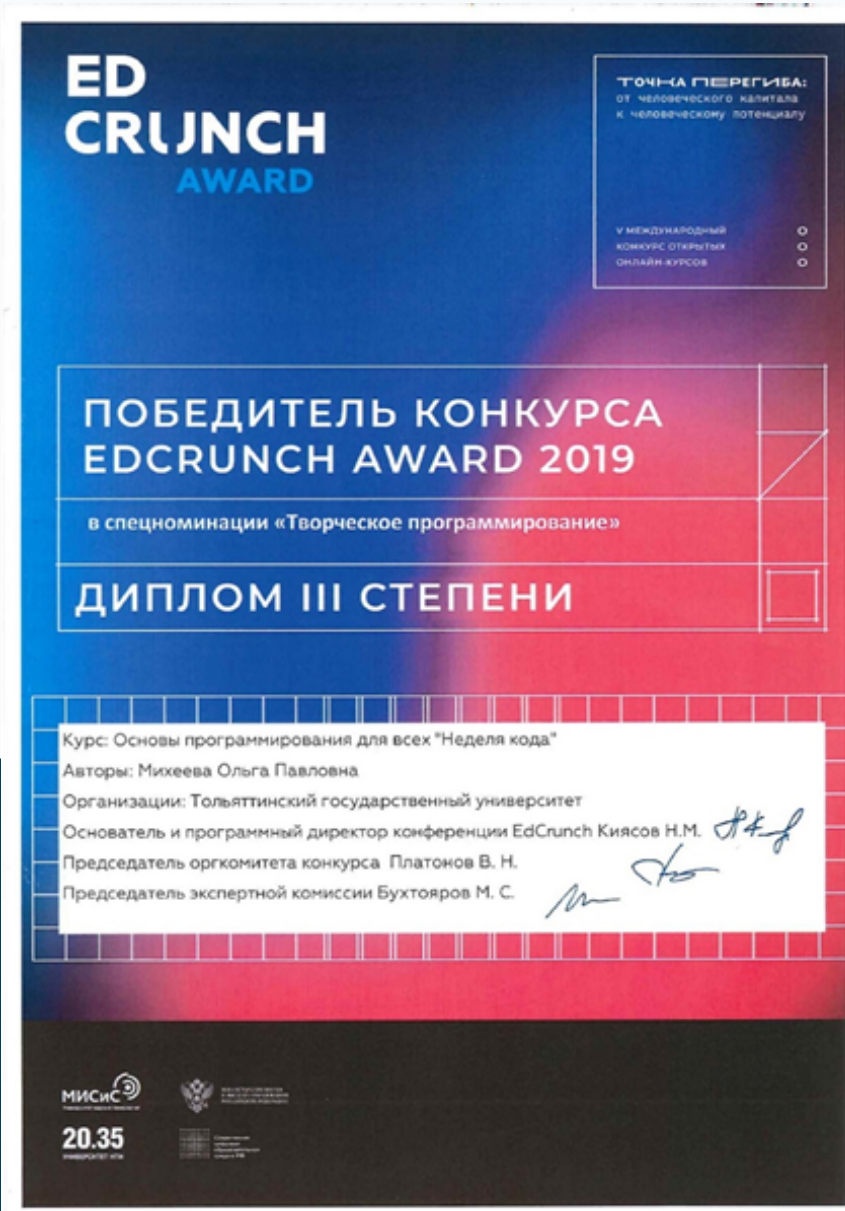 ED
CRUNCH
AWARD
ТОЧКА ПЕРЕГИБА:
от человеческого капитала
к человеческому потенциалу
V МЕЖДУНАРОДНЫЙ
КОНКУРС ОТКРЫТЫХ
ОНЛАЙН-КУРСОВ
ПОБЕДИТЕЛЬ КОНКУРСА
EDCRUNCH AWARD 2019
в спецноминации «Творческое программирование»
ДИПЛОМ III СТЕПЕНИ
Курс: Основы программирования для всех "Неделя кода"
Авторы: Михеева Ольга Павловна
Организации: Тольяттинский государственный университет
Основатель и программный директор конференции EdCrunch Киясов Н.М.
Председатель оргкомитета конкурса Платонов В. Н.
Председатель экспертной комиссии Бухтояров М. С.
МИСиС
20.35
УНИВЕРСИТЕТ НТИ